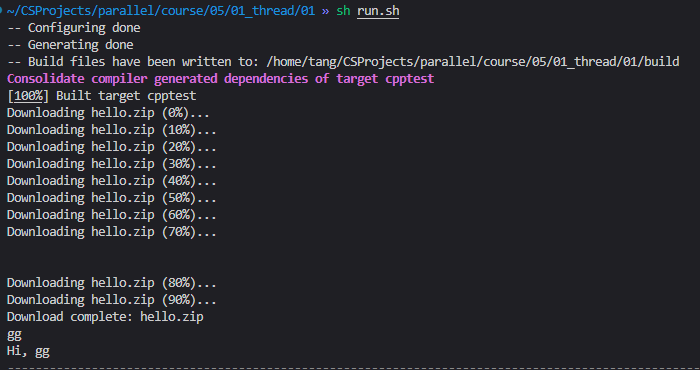 ~/CSProjects/parallel/course/05/01_thread/01 » sh run.sh
-- Configuring done
-- Generating done
-- Build files have been written to: /home/tang/CSProjects/parallel/course/05/01_thread/01/build
Consolidate compiler generated dependencies of target cpptest
[100%] Built target cpptest
Downloading hello.zip (0%)...
Downloading hello.zip (10%)...
Downloading hello.zip (20%)...
Downloading hello.zip (30%)...
Downloading hello.zip (40%)...
Downloading hello.zip (50%)...
Downloading hello.zip (60%)...
Downloading hello.zip (70%)...
Downloading hello.zip (80%)...
Downloading hello.zip (90%)...
Download complete: hello.zip
gg
Hi, gg